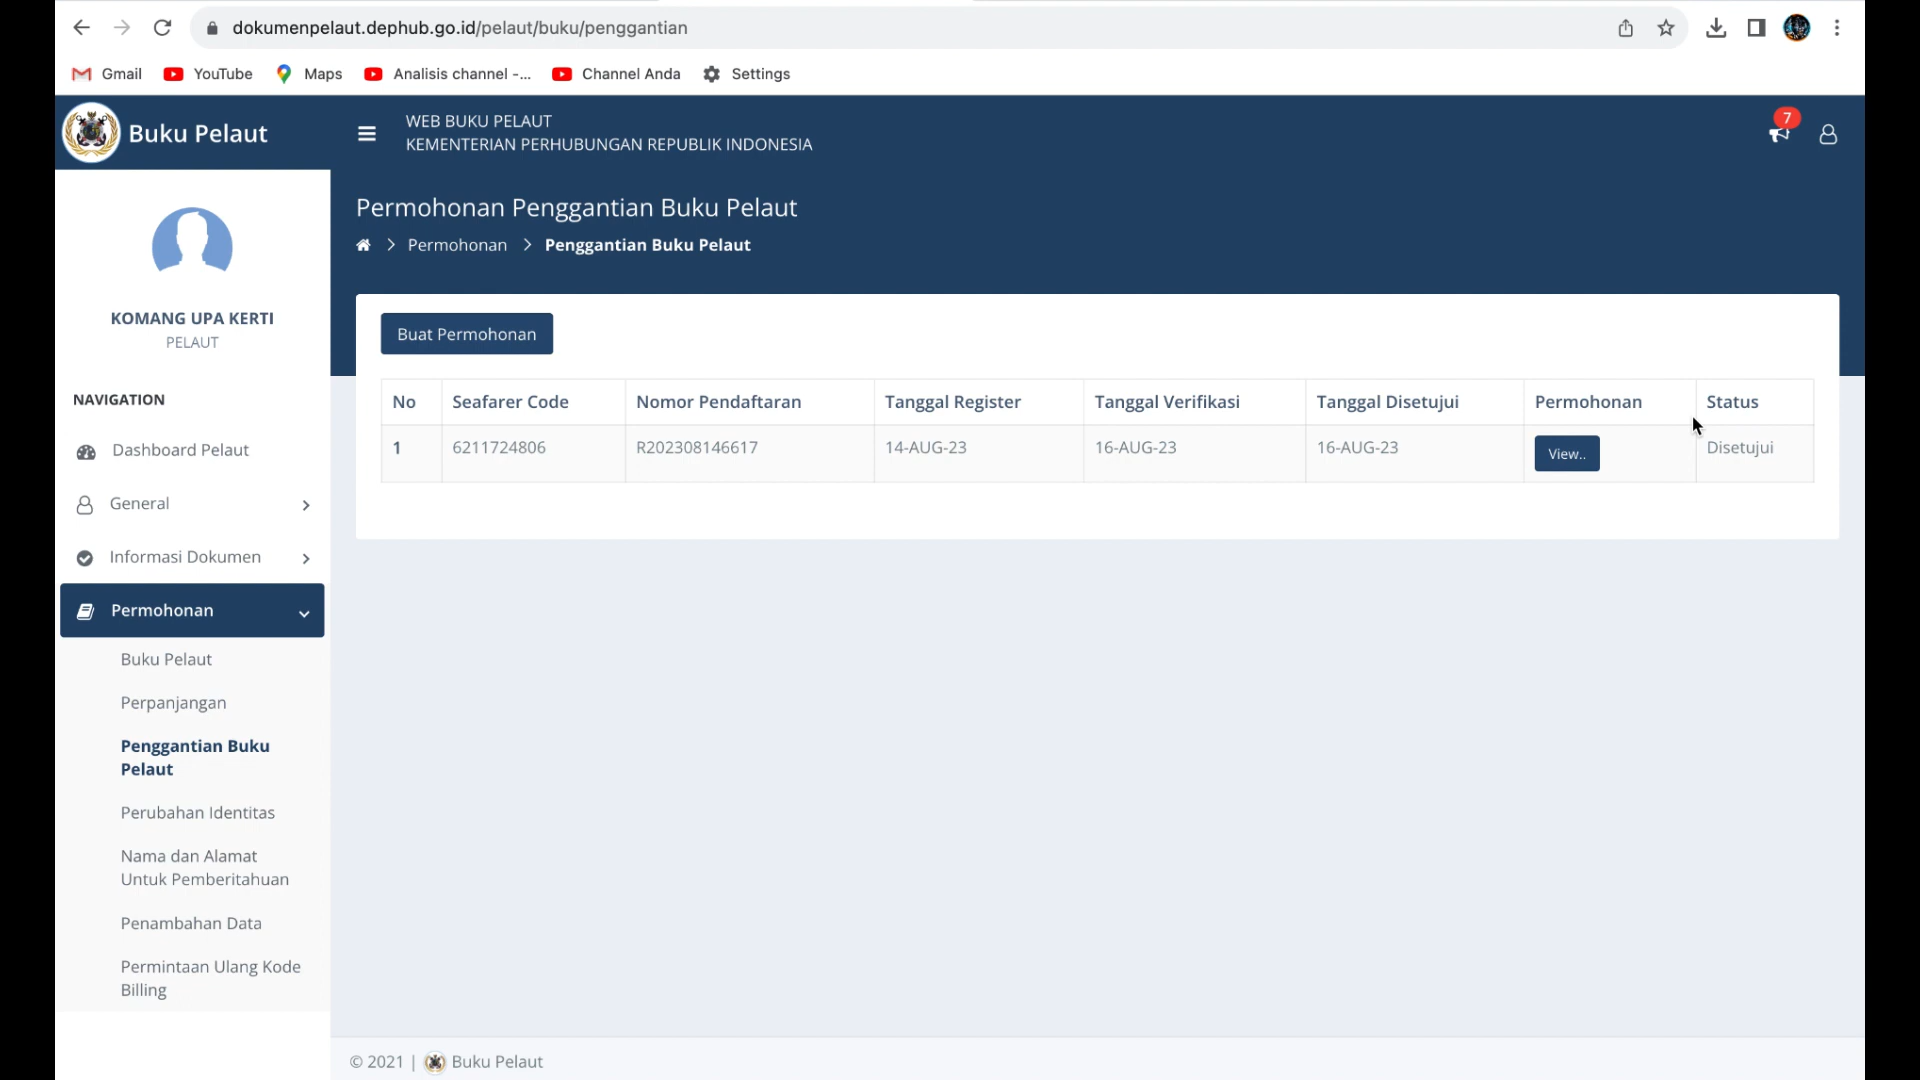 dokumenpelaut.dephub.go.id/pelaut/buku/penggantian
Gmail YouTube Maps Analisis channel -... Channel Anda Settings
Buku Pelaut
WEB BUKU PELAUT
KEMENTERIAN PERHUBUNGAN REPUBLIK INDONESIA
7
KOMANG UPA KERTI
PELAUT
NAVIGATION
Dashboard Pelaut
General
Informasi Dokumen
Permohonan
Buku Pelaut
Perpanjangan
Penggantian Buku
Pelaut
Perubahan Identitas
Nama dan Alamat
Untuk Pemberitahuan
Penambahan Data
Permintaan Ulang Kode
Billing
Permohonan Penggantian Buku Pelaut
Permohonan > Penggantian Buku Pelaut
Buat Permohonan
No Seafarer Code Nomor Pendaftaran Tanggal Register Tanggal Verifikasi Tanggal Disetujui Permohonan Status
1 6211724806 R202308146617 14-AUG-23 16-AUG-23 16-AUG-23 View.. Disetujui
© 2021 | Buku Pelaut